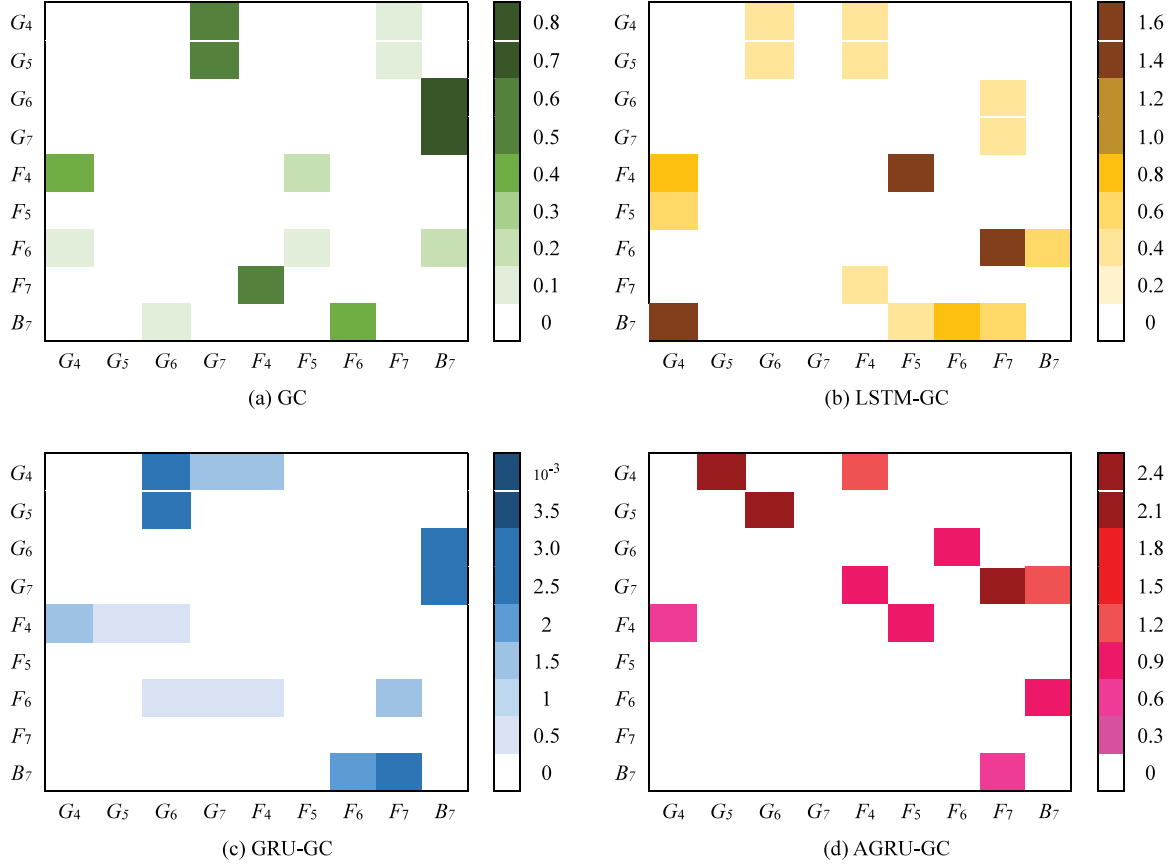 G4
G5
G6
G7
F4
F5
F6
F7
B7
G4 G5 G6 G7 F4 F5 F6 F7 B7
0.8
0.7
0.6
0.5
0.4
0.3
0.2
0.1
0
(a) GC
G4
G5
G6
G7
F4
F5
F6
F7
B7
G4 G5 G6 G7 F4 F5 F6 F7 B7
1.6
1.4
1.2
1.0
0.8
0.6
0.4
0.2
0
(b) LSTM-GC
G4
G5
G6
G7
F4
F5
F6
F7
B7
G4 G5 G6 G7 F4 F5 F6 F7 B7
10⁻³
3.5
3.0
2.5
2
1.5
1
0.5
0
(c) GRU-GC
G4
G5
G6
G7
F4
F5
F6
F7
B7
G4 G5 G6 G7 F4 F5 F6 F7 B7
2.4
2.1
1.8
1.5
1.2
0.9
0.6
0.3
0
(d) AGRU-GC